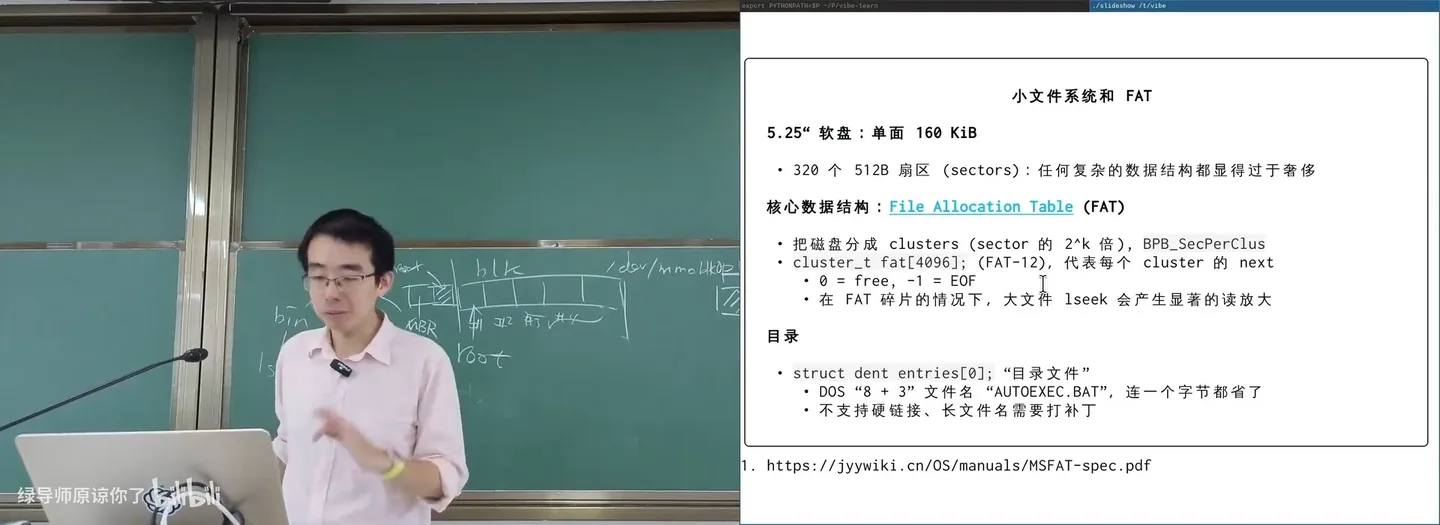 export PYTHONPATH=$P ~/P/vibe-learn
./slideshow /t/vibe
小文件系统和 FAT
5.25“ 软盘：单面 160 KiB
• 320 个 512B 扇区 (sectors)：任何复杂的数据结构都显得过于奢侈
核心数据结构：File Allocation Table (FAT)
• 把磁盘分成 clusters (sector 的 2^k 倍)，BPB_SecPerClus
• cluster_t fat[4096]; (FAT-12)，代表每个 cluster 的 next
• 0 = free, -1 = EOF
• 在 FAT 碎片的情况下，大文件 lseek 会产生显著的读放大
目录
• struct dent entries[0]; “目录文件”
• DOS “8 + 3” 文件名 “AUTOEXEC.BAT”，连一个字节都省了
• 不支持硬链接、长文件名需要打补丁
1. https://jyywiki.cn/OS/manuals/MSFAT-spec.pdf
blk
bin
MBR
#1 #2 #3 #4
root
绿导师原谅你了 bilibili